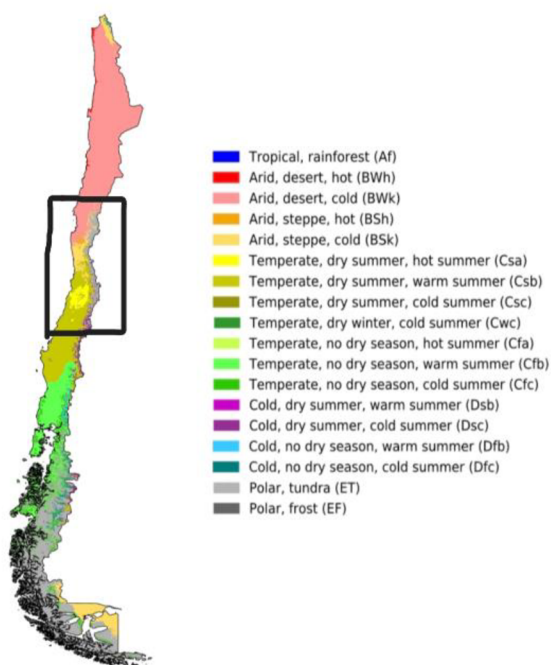 Tropical, rainforest (Af)
Arid, desert, hot (BWh)
Arid, desert, cold (BWk)
Arid, steppe, hot (BSh)
Arid, steppe, cold (BSk)
Temperate, dry summer, hot summer (Csa)
Temperate, dry summer, warm summer (Csb)
Temperate, dry summer, cold summer (Csc)
Temperate, dry winter, cold summer (Cwc)
Temperate, no dry season, hot summer (Cfa)
Temperate, no dry season, warm summer (Cfb)
Temperate, no dry season, cold summer (Cfc)
Cold, dry summer, warm summer (Dsb)
Cold, dry summer, cold summer (Dsc)
Cold, no dry season, warm summer (Dfb)
Cold, no dry season, cold summer (Dfc)
Polar, tundra (ET)
Polar, frost (EF)